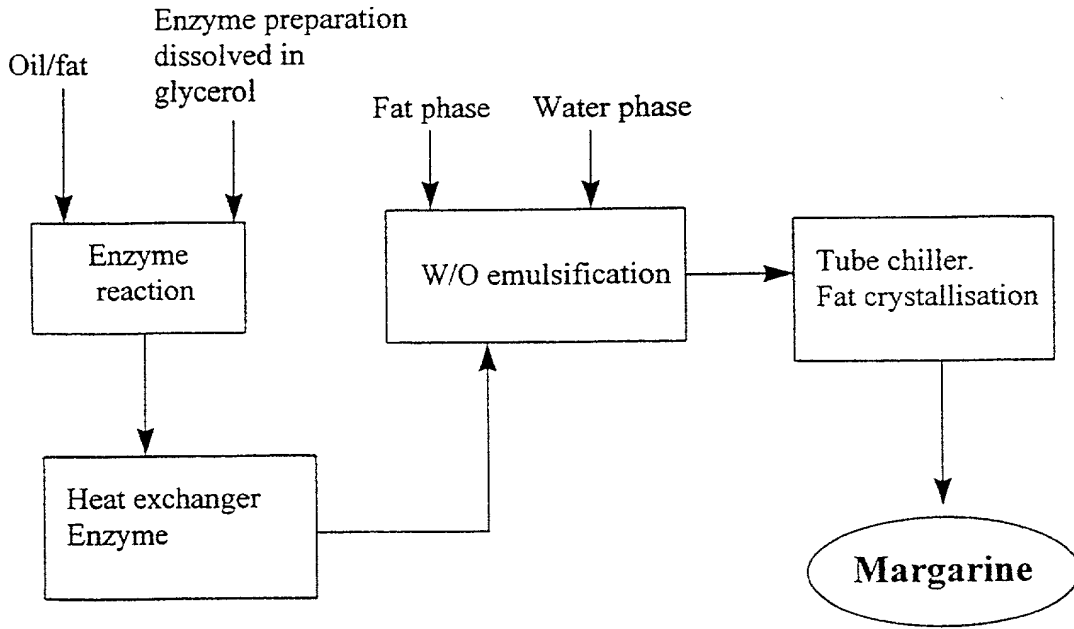 Oil/fat
Enzyme preparation
dissolved in
glycerol
Fat phase
Water phase
Enzyme
reaction
W/O emulsification
Tube chiller.
Fat crystallisation
Heat exchanger
Enzyme
Margarine